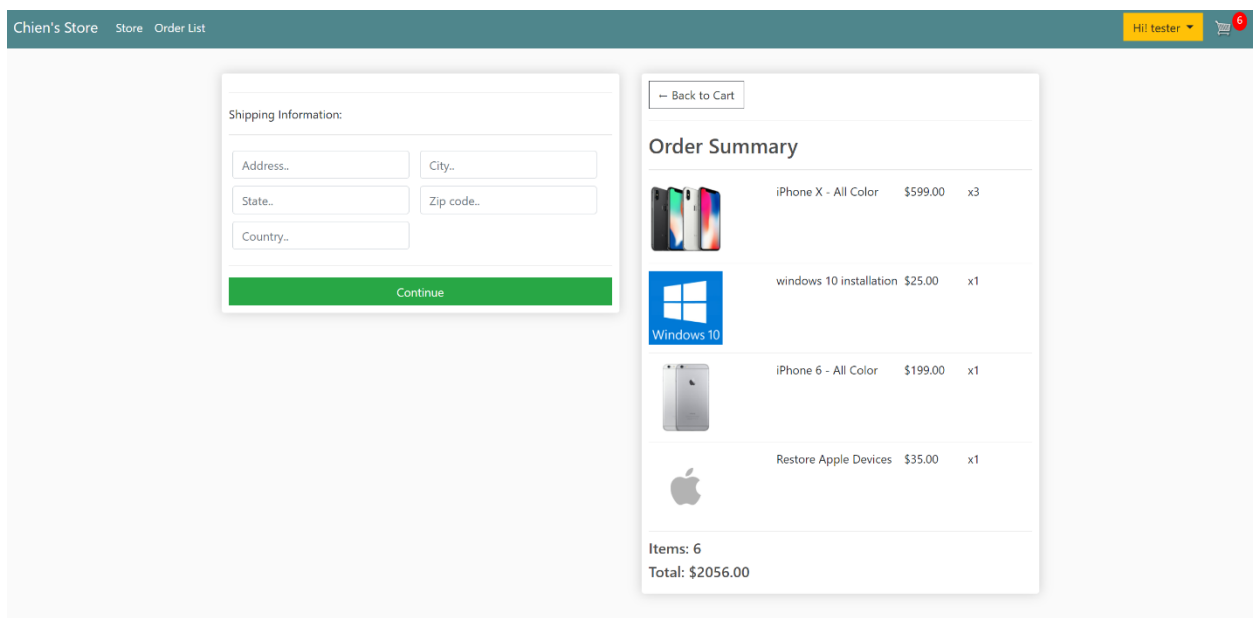 Chien's Store Store Order List Hi! tester 6
Shipping Information:
Address.. City..
State.. Zip code..
Country..
Continue
← Back to Cart
Order Summary
iPhone X - All Color $599.00 x3
windows 10 installation $25.00 x1
Windows 10
iPhone 6 - All Color $199.00 x1
Restore Apple Devices $35.00 x1
Items: 6
Total: $2056.00